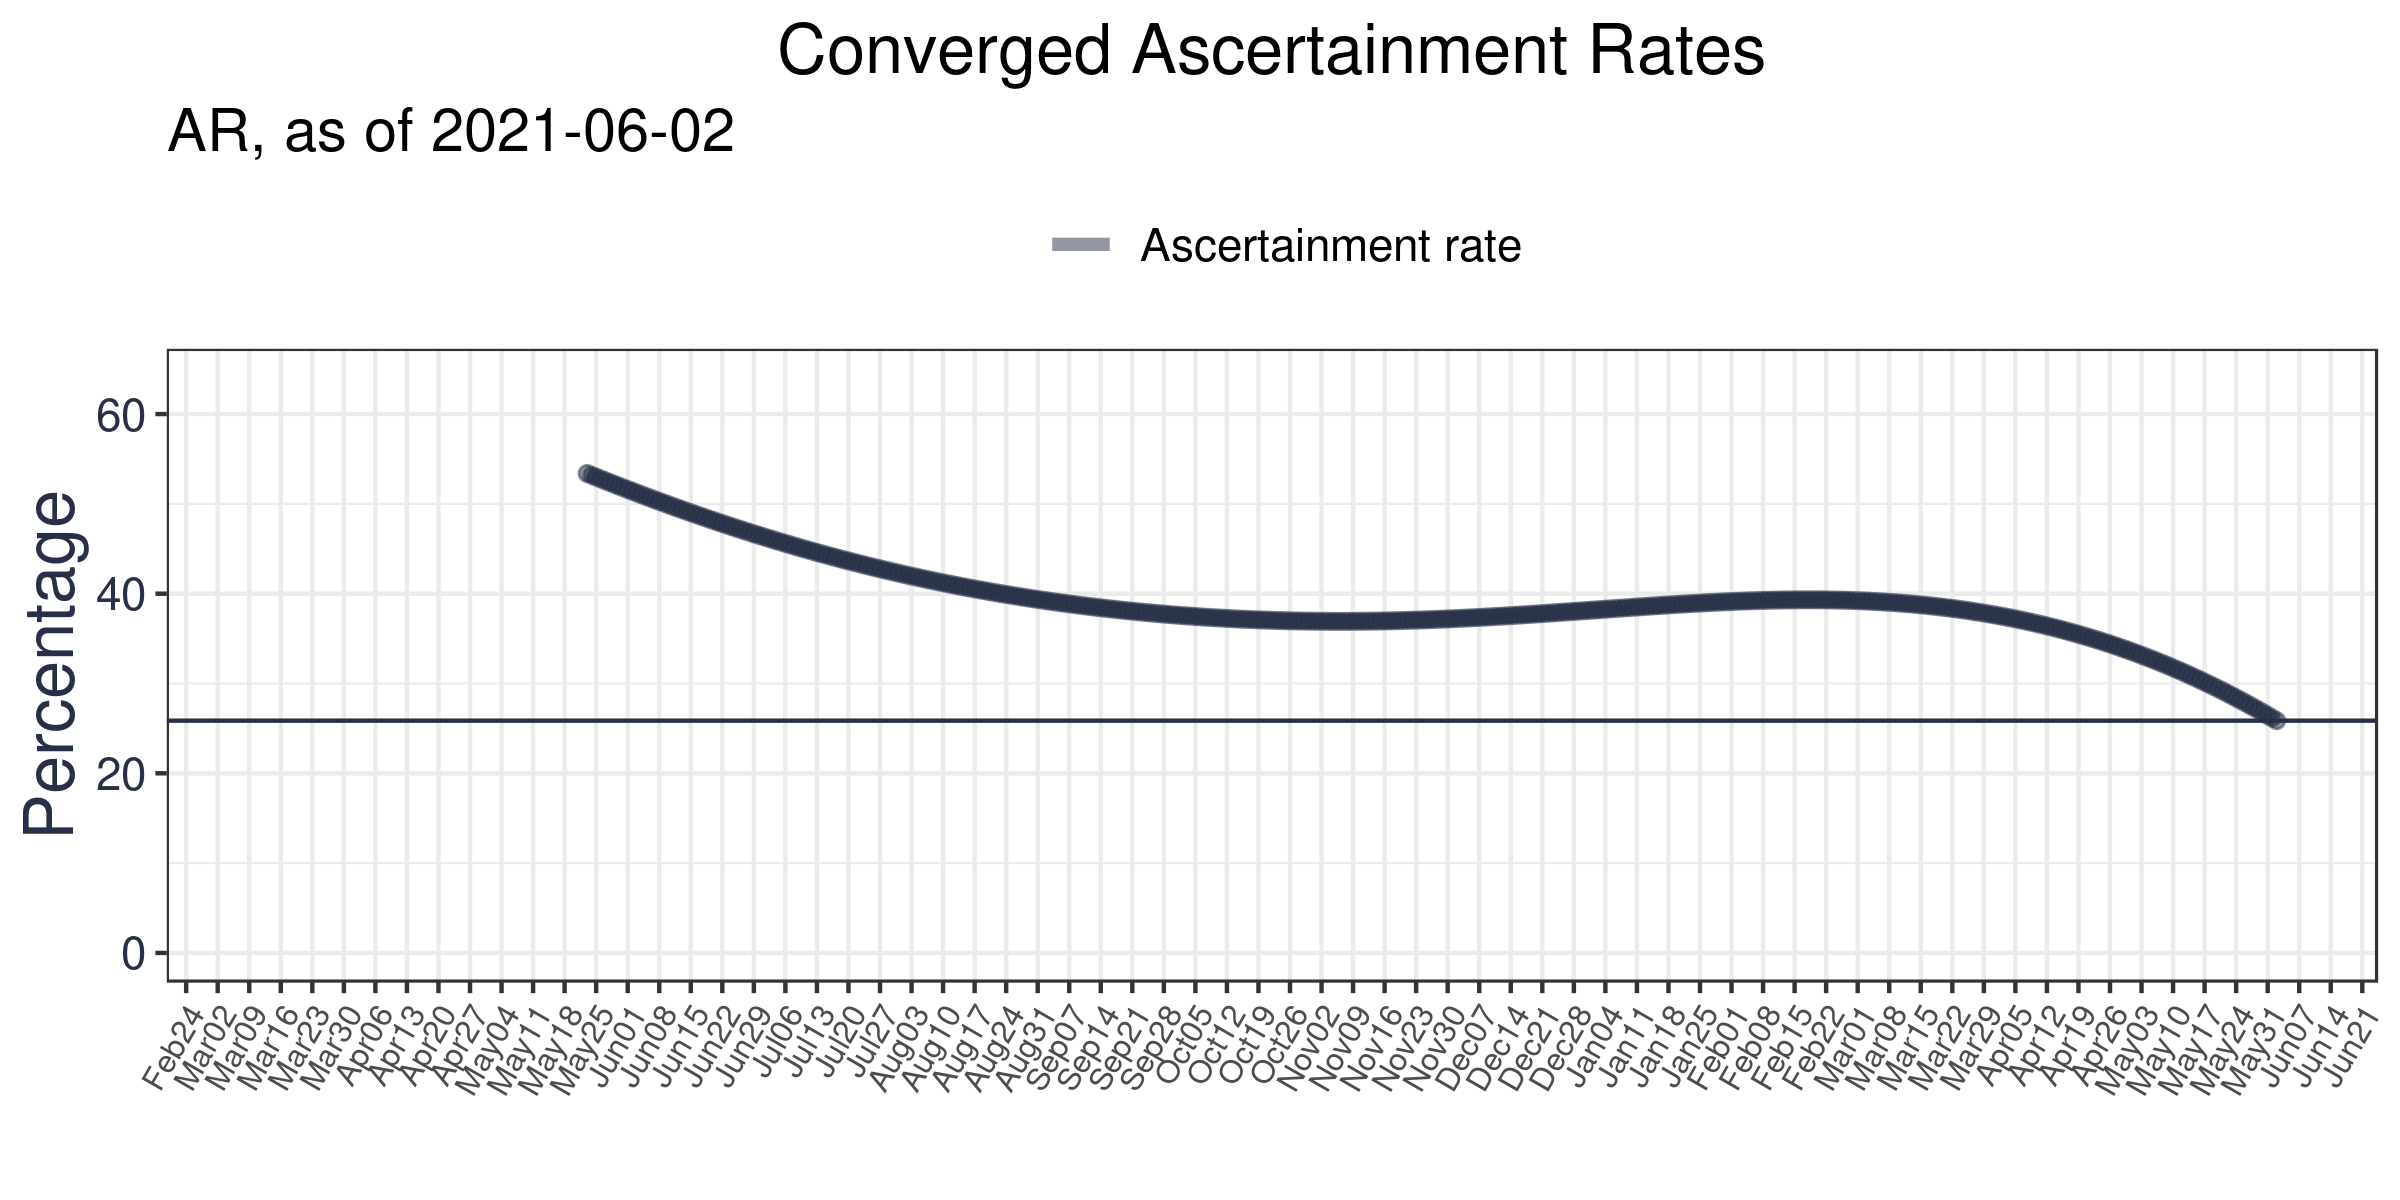 Converged Ascertainment Rates
AR, as of 2021-06-02
Ascertainment rate
Percentage
60
40
20
0
Feb24
Mar02
Mar09
Mar16
Mar23
Mar30
Apr06
Apr13
Apr20
Apr27
May04
May11
May18
May25
Jun01
Jun08
Jun15
Jun22
Jun29
Jul06
Jul13
Jul20
Jul27
Aug03
Aug10
Aug17
Aug24
Aug31
Sep07
Sep14
Sep21
Sep28
Oct05
Oct12
Oct19
Oct26
Nov02
Nov09
Nov16
Nov23
Nov30
Dec07
Dec14
Dec21
Dec28
Jan04
Jan11
Jan18
Jan25
Feb01
Feb08
Feb15
Feb22
Mar01
Mar08
Mar15
Mar22
Mar29
Apr05
Apr12
Apr19
Apr26
May03
May10
May17
May24
May31
Jun07
Jun14
Jun21